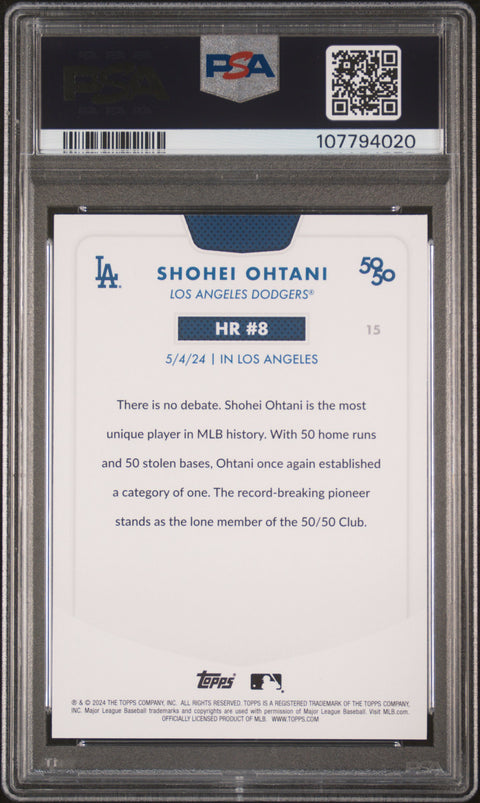 PSA
PSA
107794020
LA
SHOHEI OHTANI
50/50
LOS ANGELES DODGERS®
HR #8
15
5/4/24 | IN LOS ANGELES
There is no debate. Shohei Ohtani is the most
unique player in MLB history. With 50 home runs
and 50 stolen bases, Ohtani once again established
a category of one. The record-breaking pioneer
stands as the lone member of the 50/50 Club.
Topps
® & © 2024 THE TOPPS COMPANY, INC. ALL RIGHTS RESERVED. TOPPS IS A REGISTERED TRADEMARK OF THE TOPPS COMPANY,
INC. Major League Baseball trademarks and copyrights are used with permission of Major League Baseball. Visit MLB.com.
OFFICIALLY LICENSED PRODUCT OF MLB. WWW.TOPPS.COM
PSA